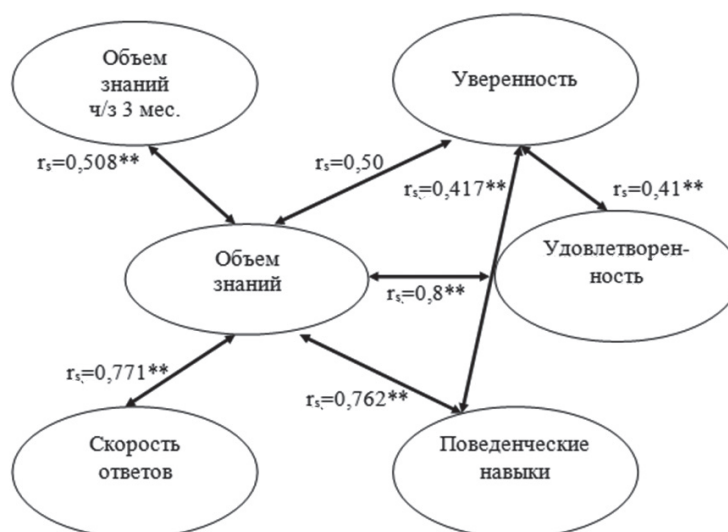 Объем
знаний
ч/з 3 мес.
Уверенность
rs=0,508**
rs=0,50
rs=0,417**
rs=0,41**
Объем
знаний
Удовлетворен-
ность
rs=0,8**
rs=0,771**
rs=0,762**
Скорость
ответов
Поведенческие
навыки